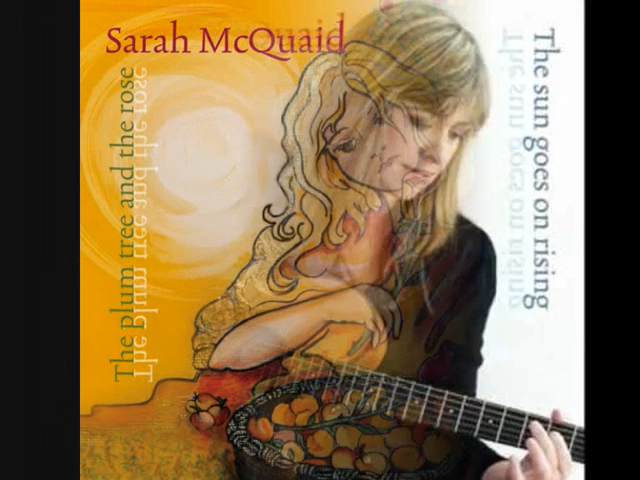 Sarah McQuaid
The plum tree and the rose
The plum tree and the rose
The sun goes on rising
The sun goes on rising